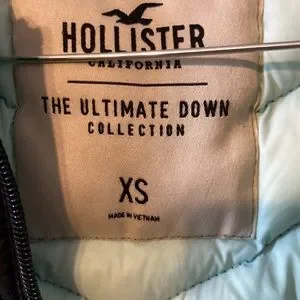 HOLLISTER
CALIFORNIA
THE ULTIMATE DOWN
COLLECTION
XS
MADE IN VIETNAM